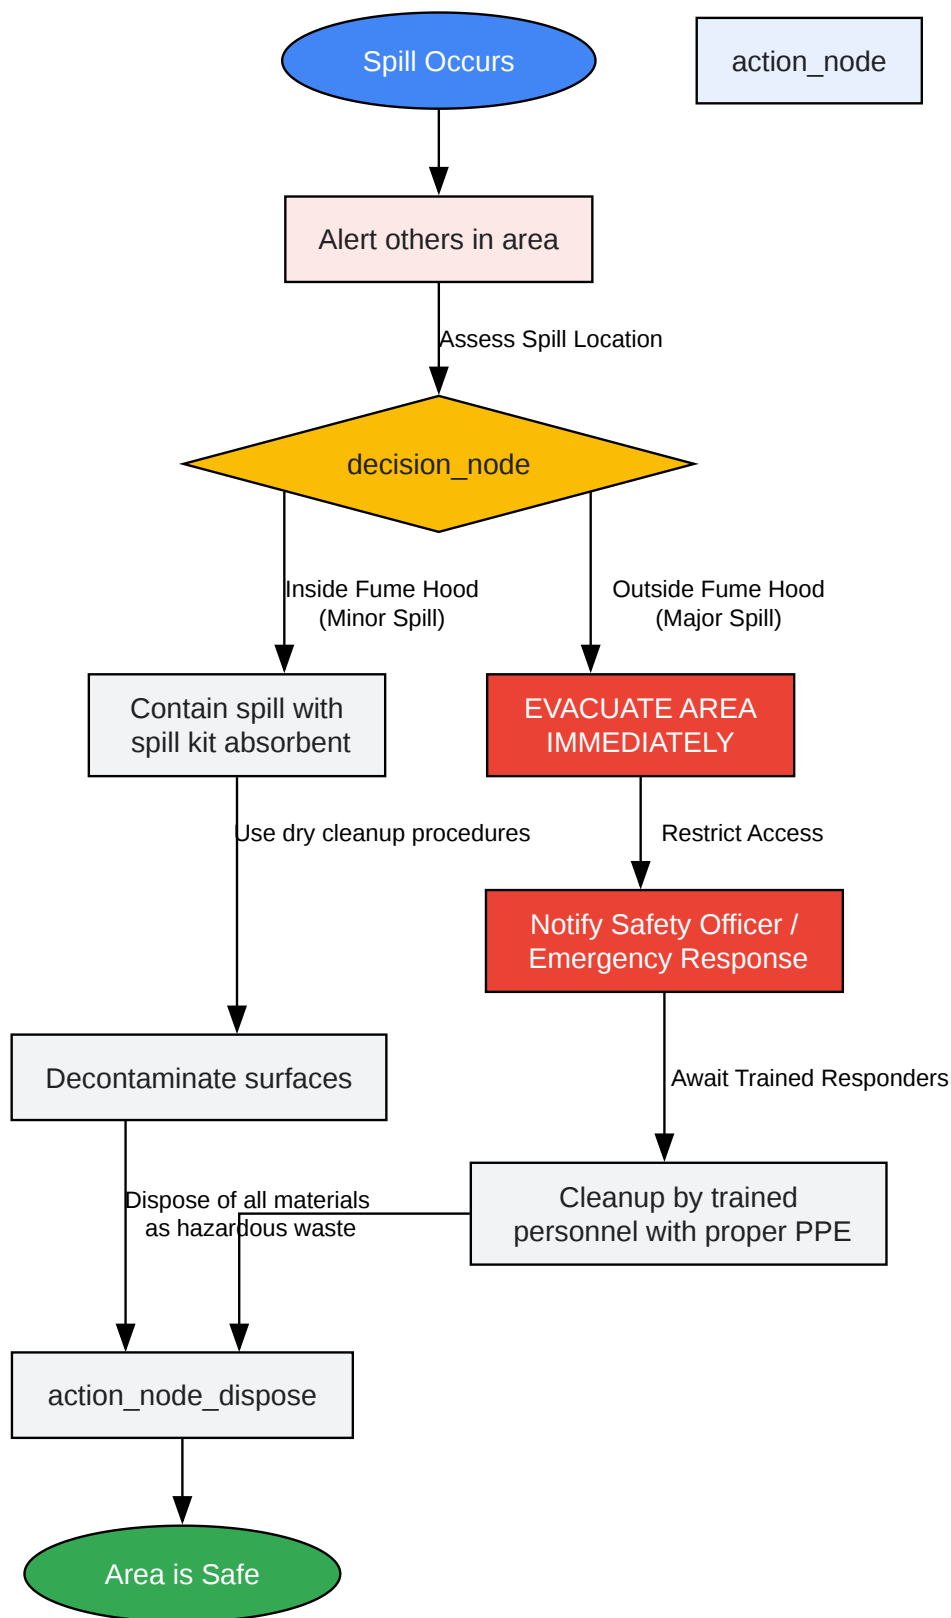 Spill Occurs
action_node
Alert others in area
Assess Spill Location
decision_node
Inside Fume Hood
(Minor Spill)
Outside Fume Hood
(Major Spill)
Contain spill with
spill kit absorbent
EVACUATE AREA
IMMEDIATELY
Use dry cleanup procedures
Restrict Access
Notify Safety Officer /
Emergency Response
Decontaminate surfaces
Await Trained Responders
Dispose of all materials
as hazardous waste
Cleanup by trained
personnel with proper PPE
action_node_dispose
Area is Safe